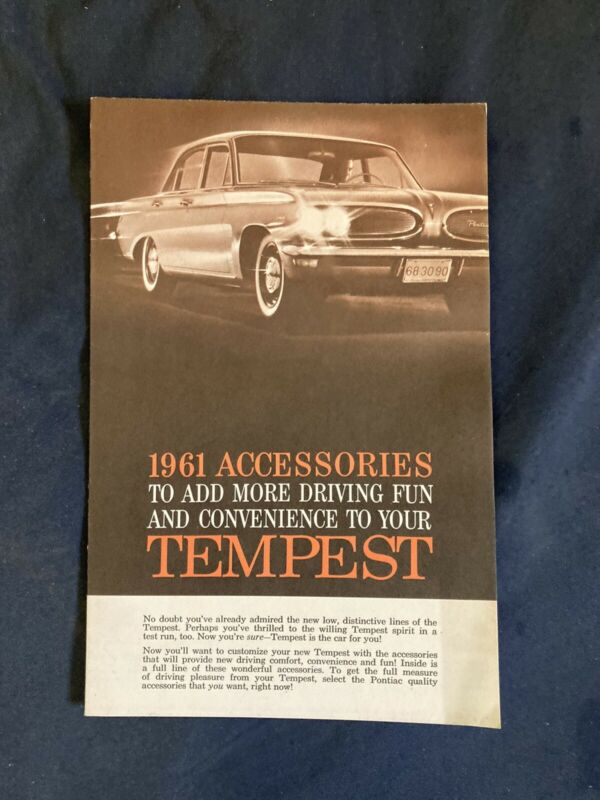 Pontiac
683090
1961 ACCESSORIES
TO ADD MORE DRIVING FUN
AND CONVENIENCE TO YOUR
TEMPEST
No doubt you've already admired the new low, distinctive lines of the
Tempest. Perhaps you've thrilled to the willing Tempest spirit in a
test run, too. Now you're sure—Tempest is the car for you!
Now you'll want to customize your new Tempest with the accessories
that will provide new driving comfort, convenience and fun! Inside is
a full line of these wonderful accessories. To get the full measure
of driving pleasure from your Tempest, select the Pontiac quality
accessories that you want, right now!